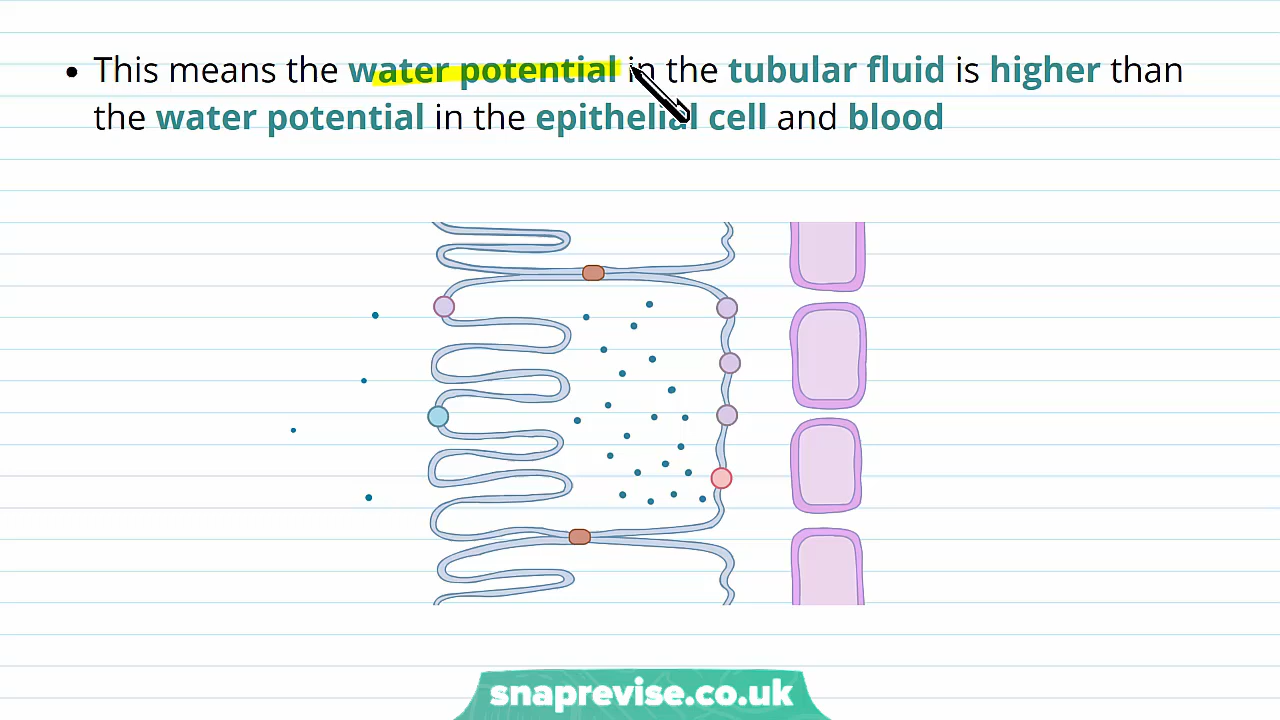 • This means the water potential in the tubular fluid is higher than
the water potential in the epithelial cell and blood
snaprevise.co.uk